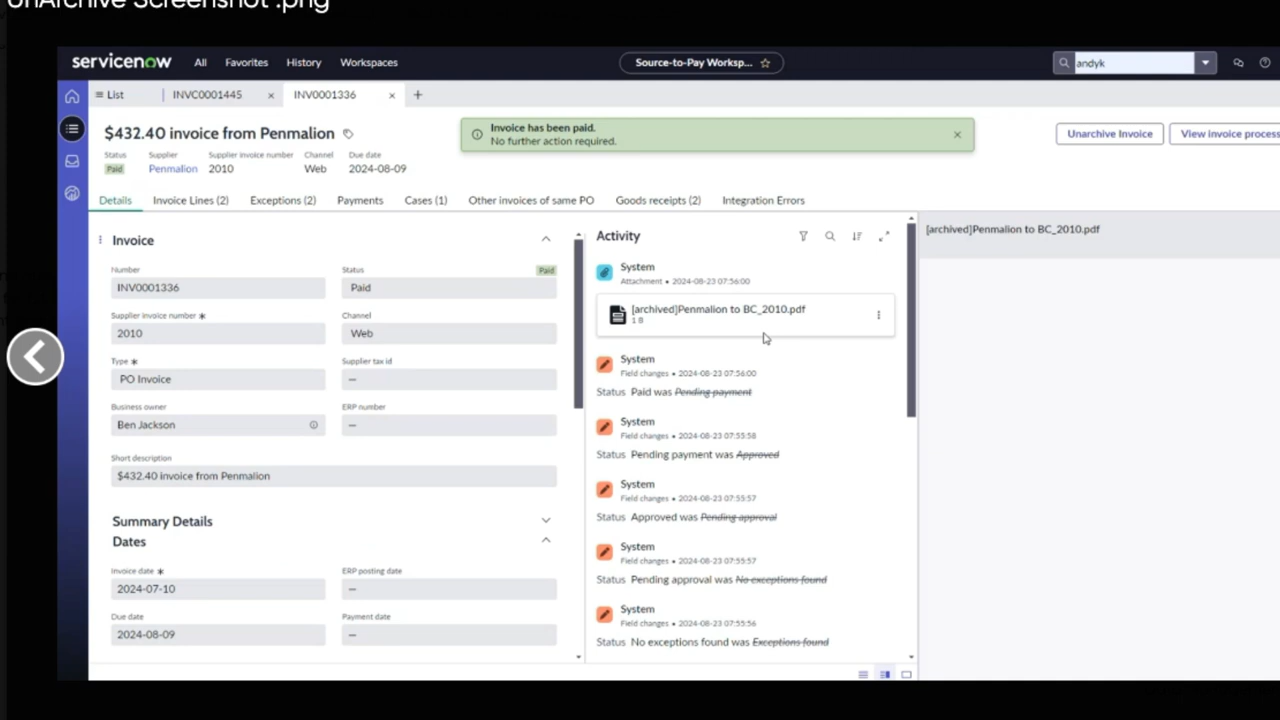 UnArchive Screenshot .png
servicenow All Favorites History Workspaces Source-to-Pay Worksp... andyk
List INVC0001445 INV0001336
$432.40 invoice from Penmalion
Invoice has been paid.
No further action required.
Unarchive Invoice View invoice process
Status Supplier Supplier invoice number Channel Due date
Paid Penmalion 2010 Web 2024-08-09
Details Invoice Lines (2) Exceptions (2) Payments Cases (1) Other invoices of same PO Goods receipts (2) Integration Errors
Invoice
Number Status Paid
INV0001336 Paid
Supplier invoice number * Channel
2010 Web
Type * Supplier tax id
PO Invoice —
Business owner ERP number
Ben Jackson —
Short description
$432.40 invoice from Penmalion
Summary Details
Dates
Invoice date * ERP posting date
2024-07-10 —
Due date Payment date
2024-08-09 —
Activity
System
Attachment • 2024-08-23 07:56:00
[archived]Penmalion to BC_2010.pdf
1 B
System
Field changes • 2024-08-23 07:56:00
Status Paid was Pending payment
System
Field changes • 2024-08-23 07:55:58
Status Pending payment was Approved
System
Field changes • 2024-08-23 07:55:57
Status Approved was Pending approval
System
Field changes • 2024-08-23 07:55:57
Status Pending approval was No exceptions found
System
Field changes • 2024-08-23 07:55:56
Status No exceptions found was Exceptions found
[archived]Penmalion to BC_2010.pdf